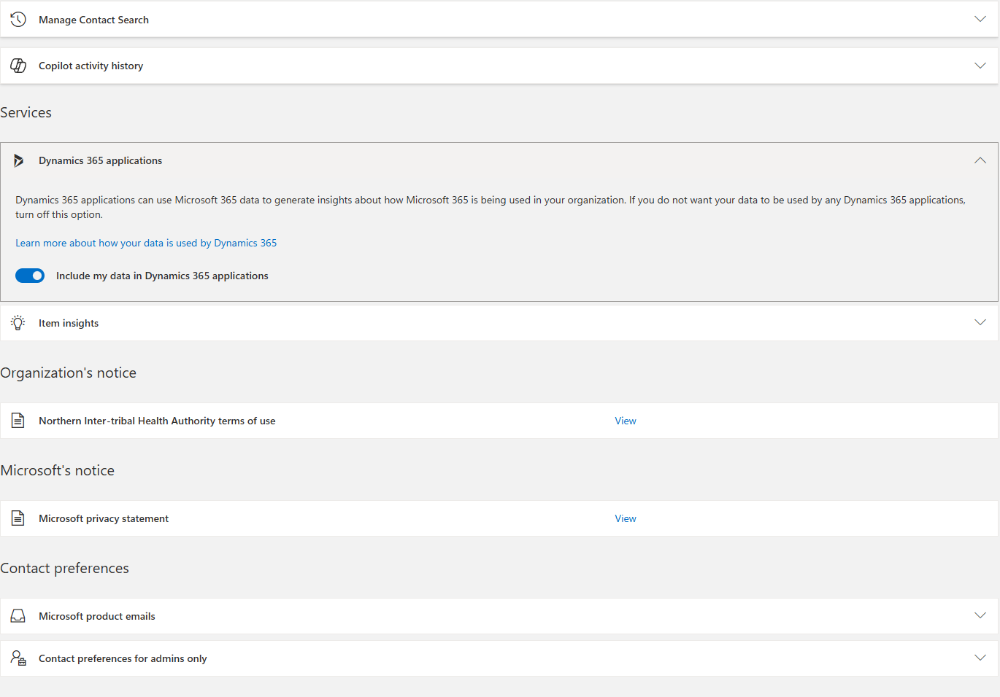 Manage Contact Search
Copilot activity history
Services
Dynamics 365 applications
Dynamics 365 applications can use Microsoft 365 data to generate insights about how Microsoft 365 is being used in your organization. If you do not want your data to be used by any Dynamics 365 applications,
turn off this option.
Learn more about how your data is used by Dynamics 365
Include my data in Dynamics 365 applications
Item insights
Organization's notice
Northern Inter-tribal Health Authority terms of use View
Microsoft's notice
Microsoft privacy statement View
Contact preferences
Microsoft product emails
Contact preferences for admins only